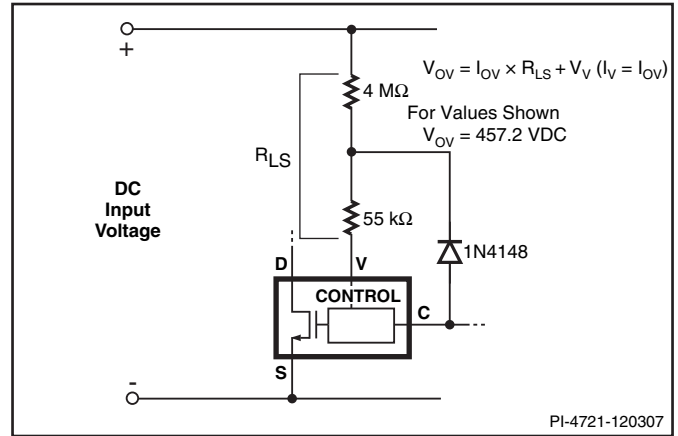 +
V_OV = I_OV × R_LS + V_V (I_V = I_OV)
4 MΩ
For Values Shown
V_OV = 457.2 VDC
R_LS
DC
Input
Voltage
55 kΩ
1N4148
D
V
CONTROL
C
S
-
PI-4721-120307